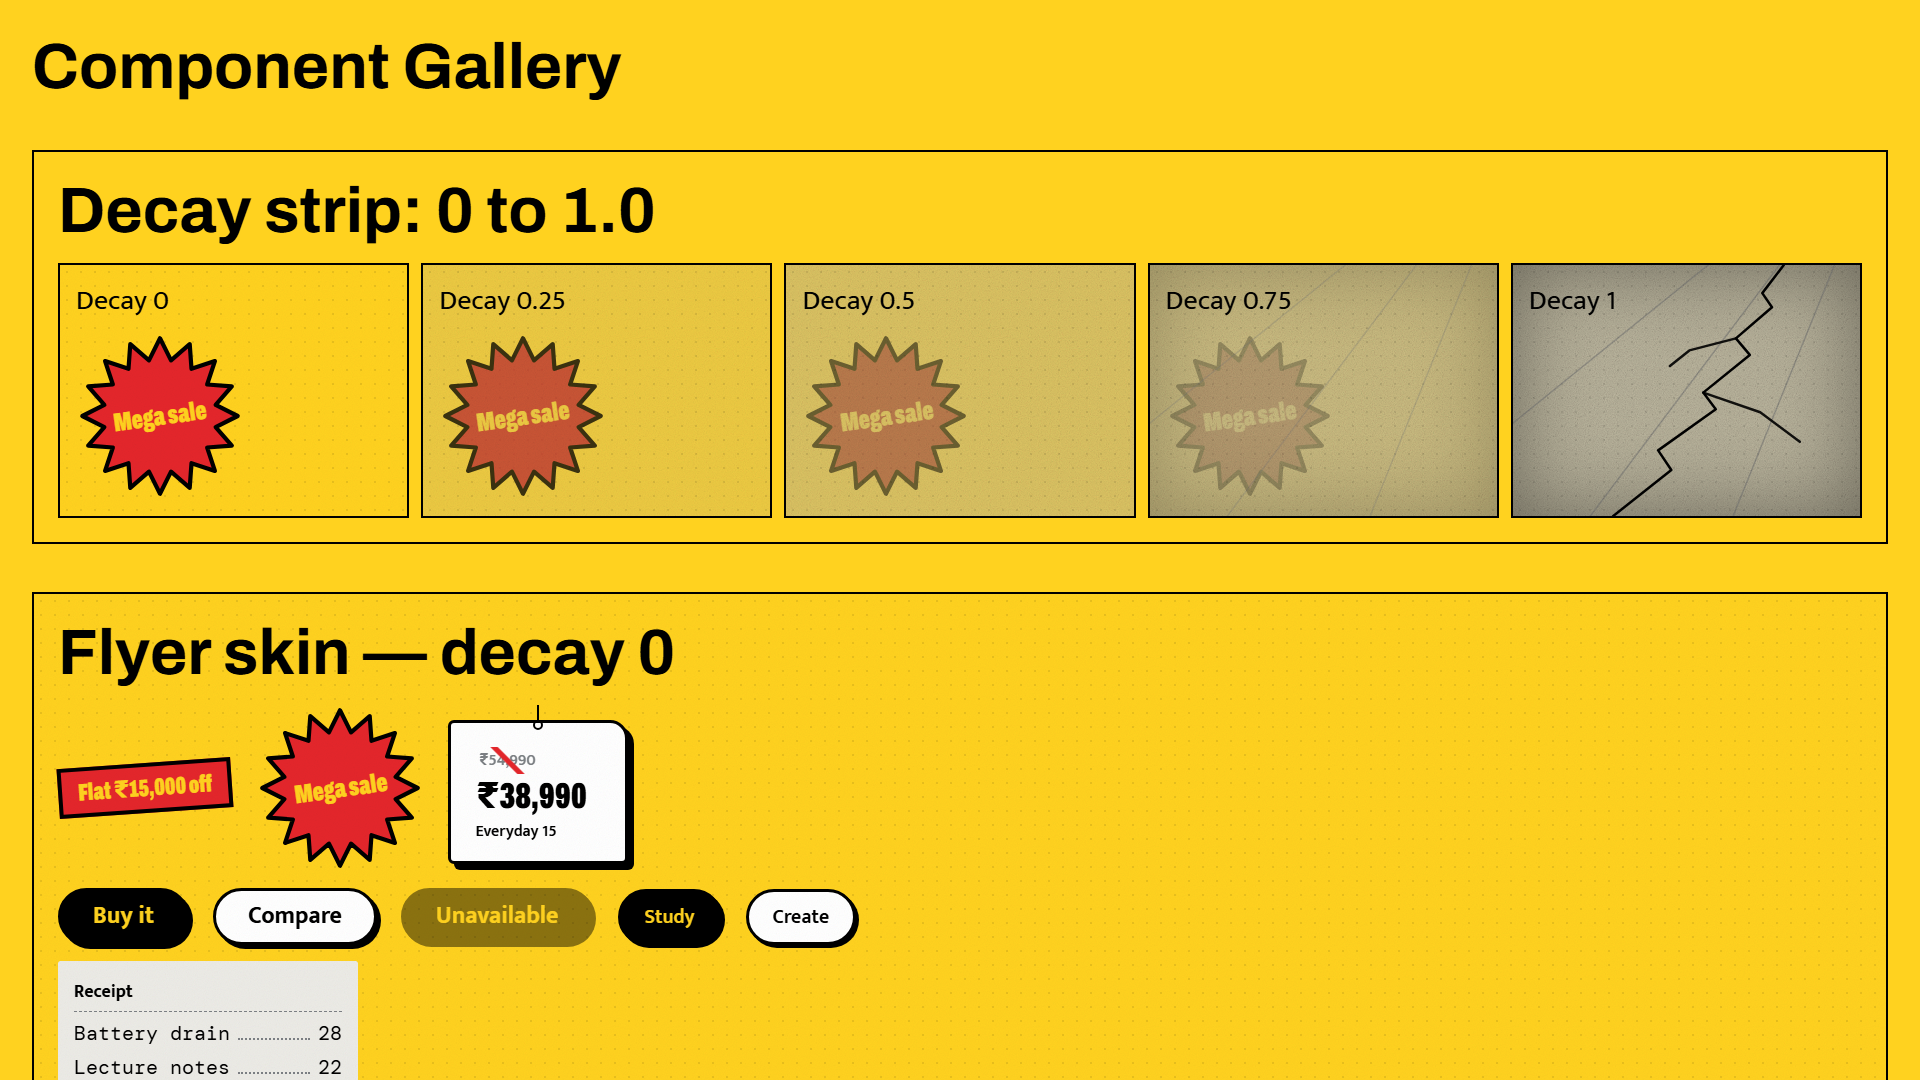 Component Gallery
Decay strip: 0 to 1.0
Decay 0
Decay 0.25
Decay 0.5
Decay 0.75
Decay 1
Mega sale
Mega sale
Mega sale
Mega sale
Flyer skin — decay 0
Flat ₹15,000 off
Mega sale
₹54,990
₹38,990
Everyday 15
Buy it
Compare
Unavailable
Study
Create
Receipt
Battery drain 28
Lecture notes 22